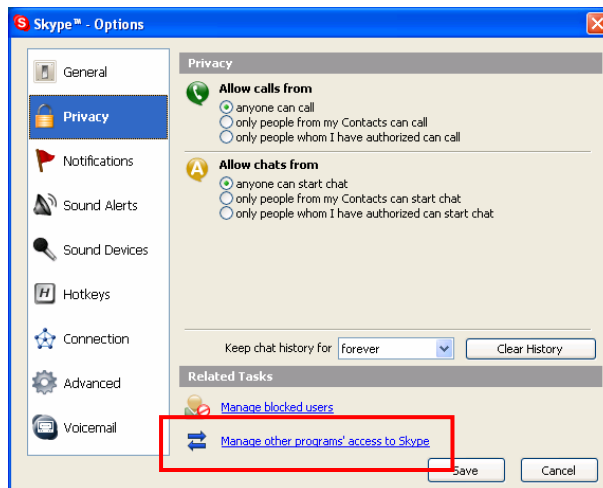 Skype™ - Options
General
Privacy
Notifications
Sound Alerts
Sound Devices
Hotkeys
Connection
Advanced
Voicemail
Privacy
Allow calls from
anyone can call
only people from my Contacts can call
only people whom I have authorized can call
Allow chats from
anyone can start chat
only people from my Contacts can start chat
only people whom I have authorized can start chat
Keep chat history for forever Clear History
Related Tasks
Manage blocked users
Manage other programs' access to Skype
Save Cancel